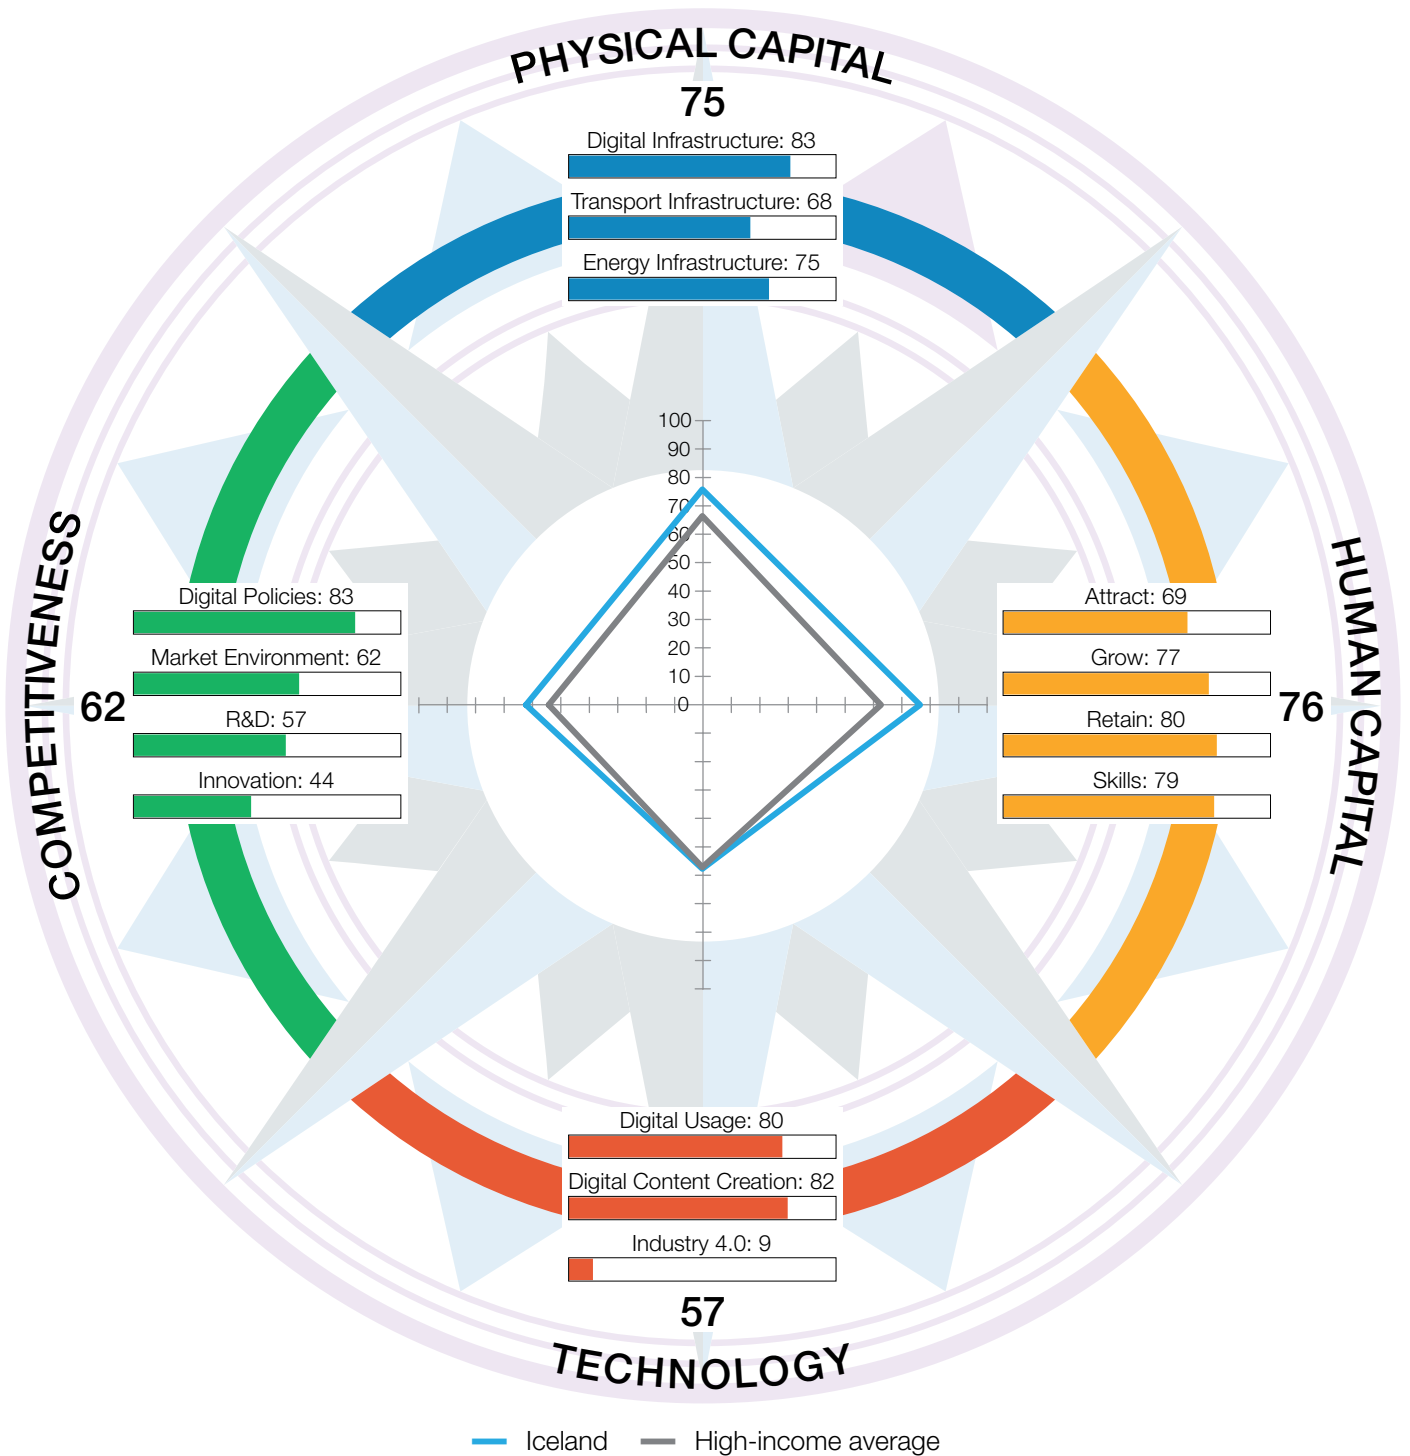 PHYSICAL CAPITAL
75
Digital Infrastructure: 83
Transport Infrastructure: 68
Energy Infrastructure: 75
100
90
80
70
60
50
40
30
20
10
0
COMPETITIVENESS
62
Digital Policies: 83
Market Environment: 62
R&D: 57
Innovation: 44
HUMAN CAPITAL
76
Attract: 69
Grow: 77
Retain: 80
Skills: 79
Digital Usage: 80
Digital Content Creation: 82
Industry 4.0: 9
57
TECHNOLOGY
Iceland
High-income average